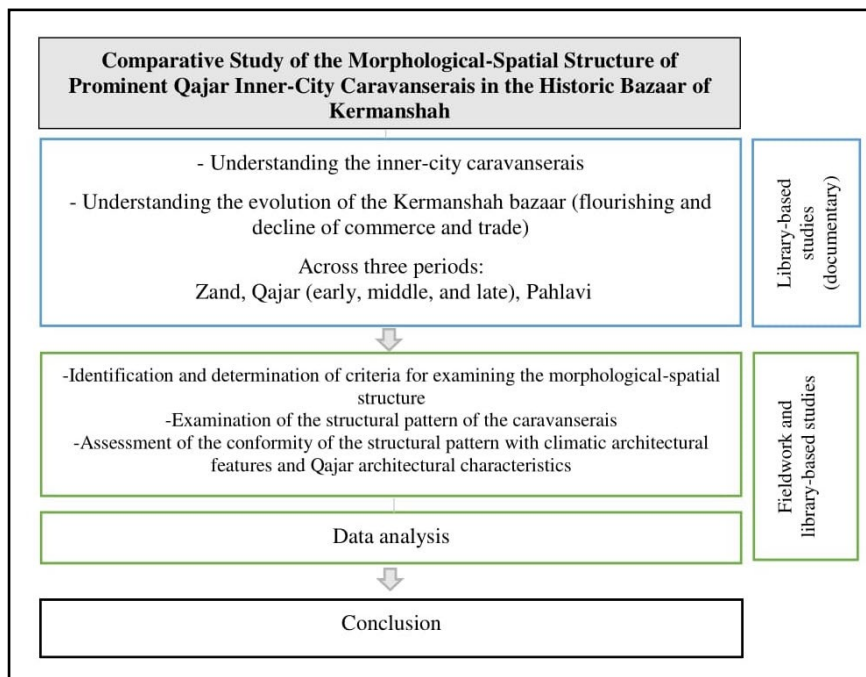 Comparative Study of the Morphological-Spatial Structure of
Prominent Qajar Inner-City Caravanserais in the Historic Bazaar of
Kermanshah
- Understanding the inner-city caravanserais
- Understanding the evolution of the Kermanshah bazaar (flourishing and
decline of commerce and trade)
Across three periods:
Zand, Qajar (early, middle, and late), Pahlavi
Library-based
studies
(documentary)
-Identification and determination of criteria for examining the morphological-spatial
structure
-Examination of the structural pattern of the caravanserais
-Assessment of the conformity of the structural pattern with climatic architectural
features and Qajar architectural characteristics
Fieldwork and
library-based studies
Data analysis
Conclusion